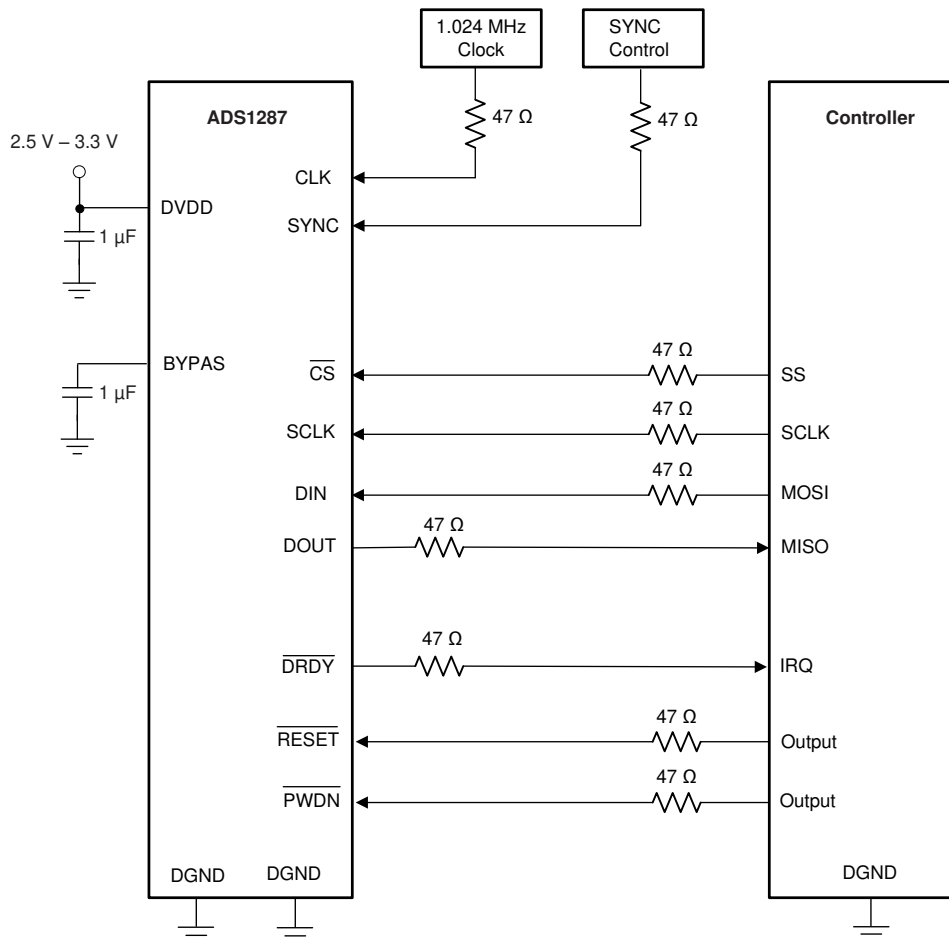 1.024 MHz
Clock
SYNC
Control
ADS1287
47 Ω
47 Ω
Controller
2.5 V – 3.3 V
CLK
DVDD
SYNC
1 µF
BYPAS
1 µF
CS
47 Ω
SS
SCLK
47 Ω
SCLK
DIN
47 Ω
MOSI
DOUT
47 Ω
MISO
DRDY
47 Ω
IRQ
RESET
47 Ω
Output
PWDN
47 Ω
Output
DGND
DGND
DGND